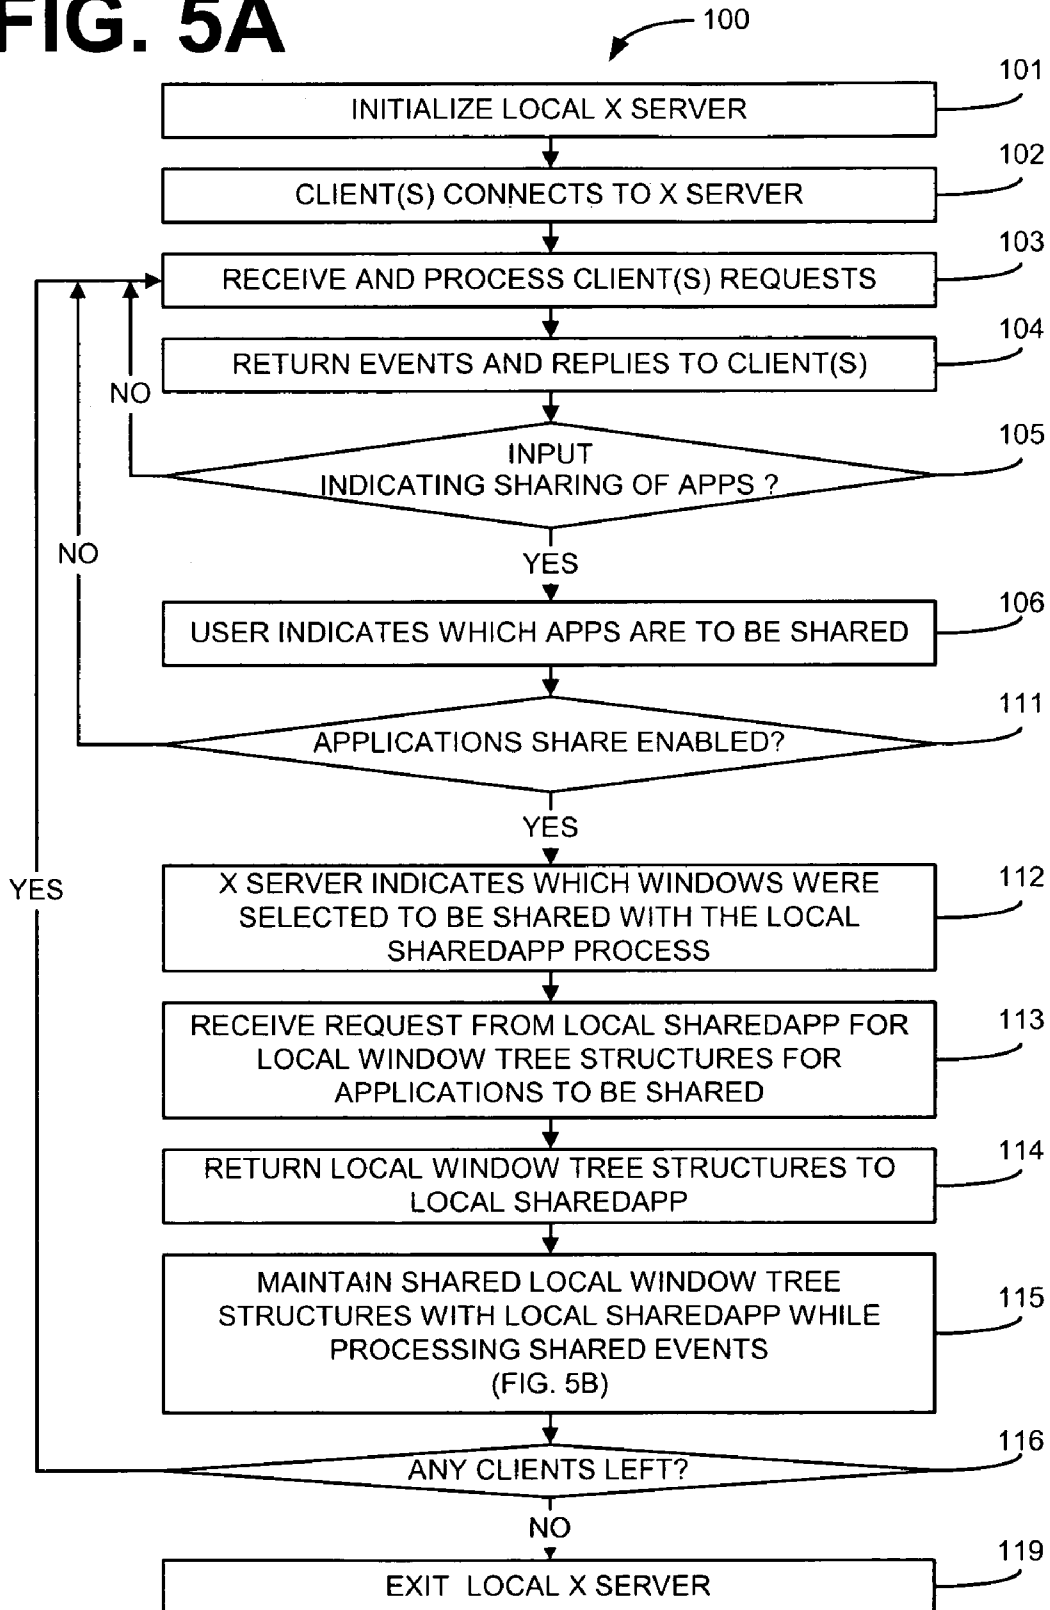 FIG. 5A
100
INITIALIZE LOCAL X SERVER
101
CLIENT(S) CONNECTS TO X SERVER
102
RECEIVE AND PROCESS CLIENT(S) REQUESTS
103
RETURN EVENTS AND REPLIES TO CLIENT(S)
104
NO
INPUT
INDICATING SHARING OF APPS ?
105
NO
YES
USER INDICATES WHICH APPS ARE TO BE SHARED
106
APPLICATIONS SHARE ENABLED?
111
YES
YES
X SERVER INDICATES WHICH WINDOWS WERE
SELECTED TO BE SHARED WITH THE LOCAL
SHAREDAPP PROCESS
112
RECEIVE REQUEST FROM LOCAL SHAREDAPP FOR
LOCAL WINDOW TREE STRUCTURES FOR
APPLICATIONS TO BE SHARED
113
RETURN LOCAL WINDOW TREE STRUCTURES TO
LOCAL SHAREDAPP
114
MAINTAIN SHARED LOCAL WINDOW TREE
STRUCTURES WITH LOCAL SHAREDAPP WHILE
PROCESSING SHARED EVENTS
(FIG. 5B)
115
ANY CLIENTS LEFT?
116
NO
EXIT LOCAL X SERVER
119